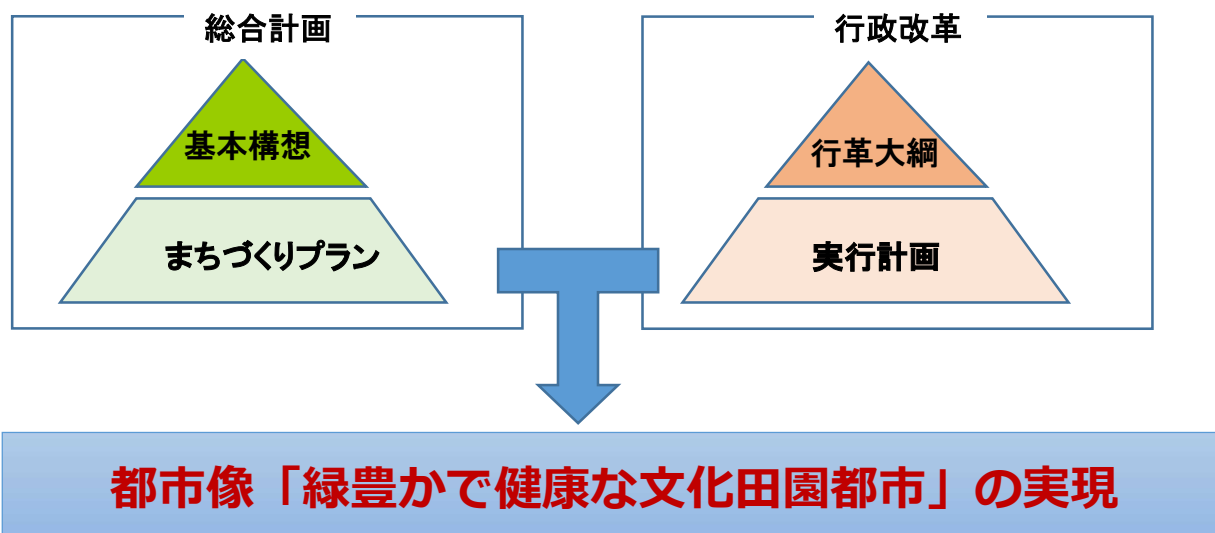 総合計画
基本構想
まちづくりプラン
行政改革
行革大綱
実行計画
都市像「緑豊かで健康な文化田園都市」の実現